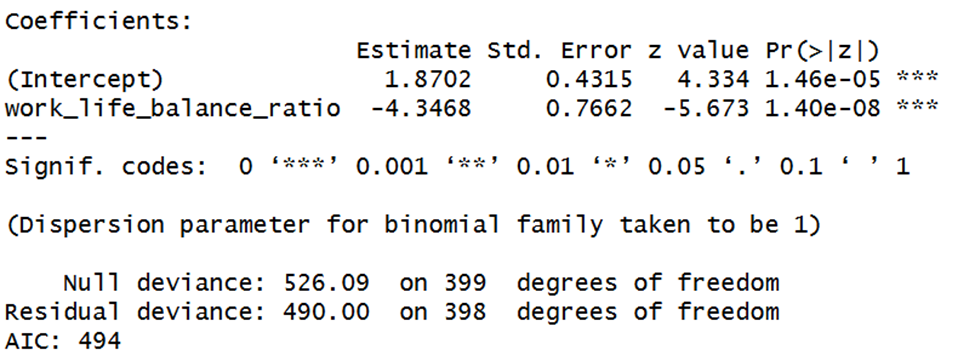 Coefficients:
Estimate Std. Error z value Pr(>|z|)
(Intercept) 1.8702 0.4315 4.334 1.46e-05 ***
work_life_balance_ratio -4.3468 0.7662 -5.673 1.40e-08 ***
---
Signif. codes: 0 ‘***’ 0.001 ‘**’ 0.01 ‘*’ 0.05 ‘.’ 0.1 ‘ ’ 1
(Dispersion parameter for binomial family taken to be 1)
Null deviance: 526.09 on 399 degrees of freedom
Residual deviance: 490.00 on 398 degrees of freedom
AIC: 494